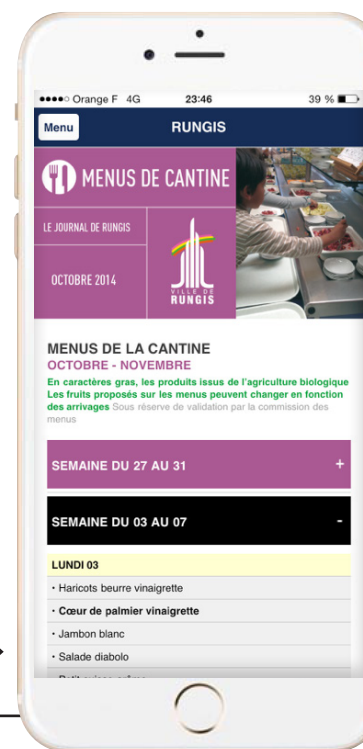 Orange F 4G 23:46 39 %
Menu RUNGIS
MENUS DE CANTINE
LE JOURNAL DE RUNGIS
OCTOBRE 2014
VILLE DE
RUNGIS
MENUS DE LA CANTINE
OCTOBRE - NOVEMBRE
En caractères gras, les produits issus de l'agriculture biologique
Les fruits proposés sur les menus peuvent changer en fonction
des arrivages Sous réserve de validation par la commission des
menus
SEMAINE DU 27 AU 31 +
SEMAINE DU 03 AU 07 -
LUNDI 03
· Haricots beurre vinaigrette
· Cœur de palmier vinaigrette
· Jambon blanc
· Salade diabolo